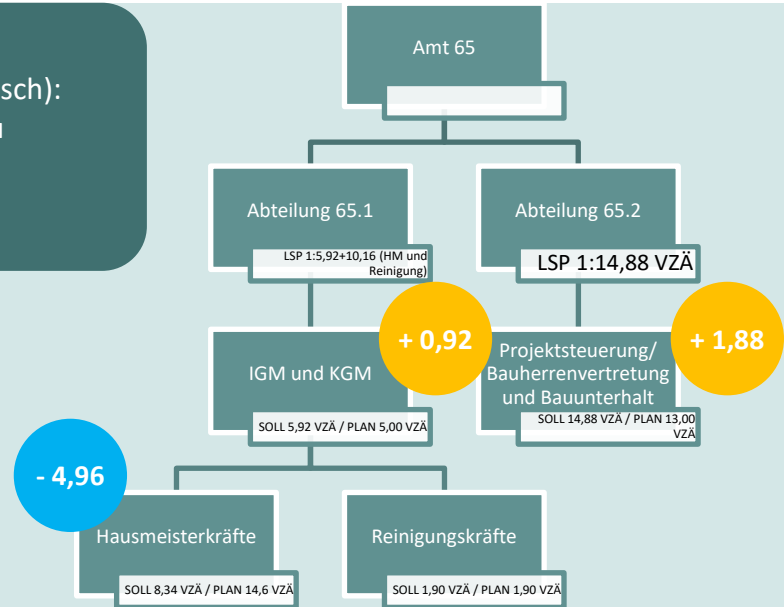 sch):
Amt 65
Abteilung 65.1
LSP 1:5,92+10,16 (HM und
Reinigung)
Abteilung 65.2
LSP 1:14,88 VZÄ
+ 0,92
+ 1,88
IGM und KGM
SOLL 5,92 VZÄ / PLAN 5,00 VZÄ
Projektsteuerung/
Bauherrenvertretung
und Bauunterhalt
SOLL 14,88 VZÄ / PLAN 13,00
VZÄ
- 4,96
Hausmeisterkräfte
SOLL 8,34 VZÄ / PLAN 14,6 VZÄ
Reinigungskräfte
SOLL 1,90 VZÄ / PLAN 1,90 VZÄ